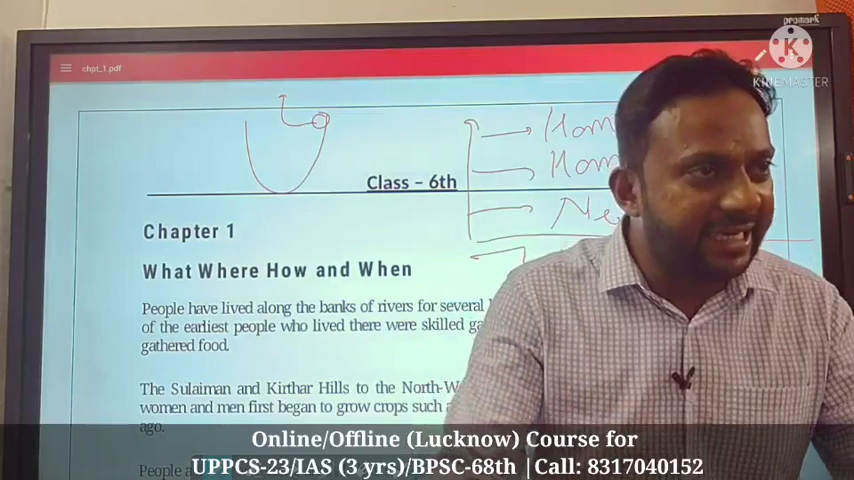 promark
chpt_1.pdf
K
KINEMASTER
Class – 6th
Chapter 1
What Where How and When
People have lived along the banks of rivers for several
of the earliest people who lived there were skilled
gathered food.
The Sulaiman and Kirthar Hills to the North-W
women and men first began to grow crops such
ago.
People
Online/Offline (Lucknow) Course for
UPPCS-23/IAS (3 yrs)/BPSC-68th | Call: 8317040152